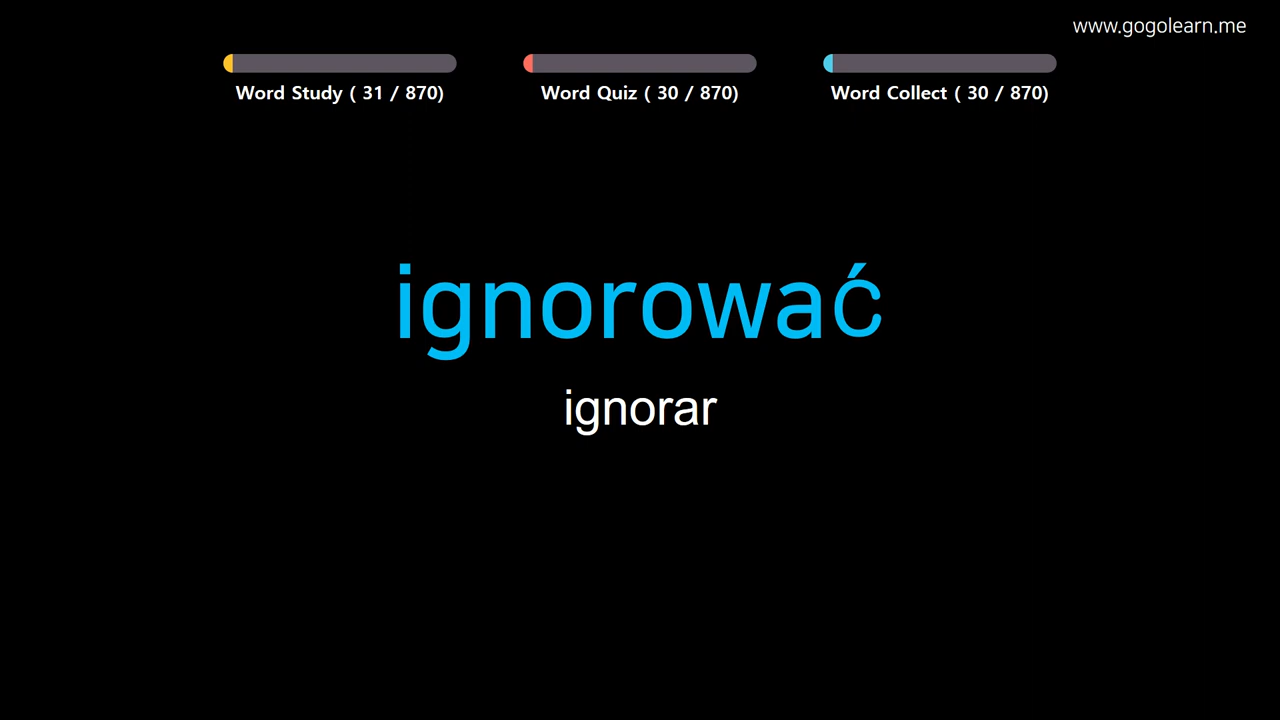 www.gogolearn.me
Word Study ( 31 / 870)
Word Quiz ( 30 / 870)
Word Collect ( 30 / 870)
ignorować
ignorar